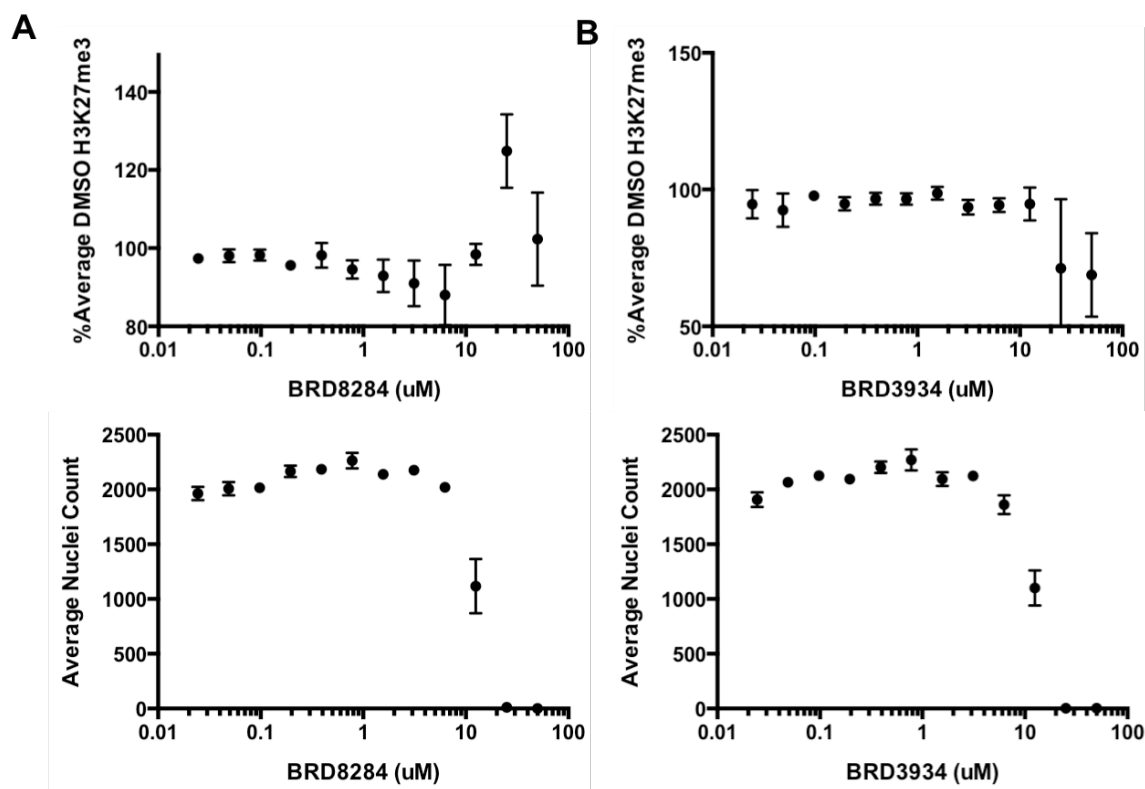 A
%Average DMSO H3K27me3
140
120
100
80
0.01 0.1 1 10 100
BRD8284 (uM)
B
%Average DMSO H3K27me3
150
100
50
0.01 0.1 1 10 100
BRD3934 (uM)
Average Nuclei Count
2500
2000
1500
1000
500
0
0.01 0.1 1 10 100
BRD8284 (uM)
Average Nuclei Count
2500
2000
1500
1000
500
0
0.01 0.1 1 10 100
BRD3934 (uM)